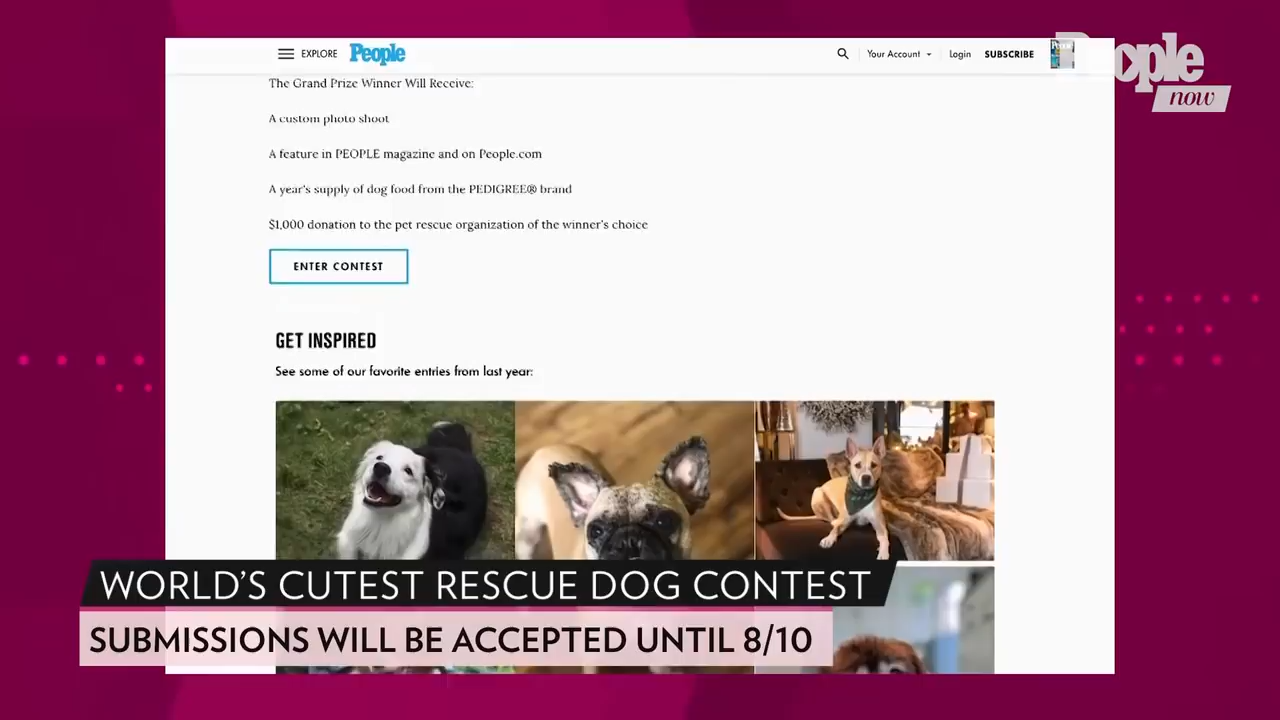 EXPLORE People Your Account Login SUBSCRIBE
People
now
The Grand Prize Winner Will Receive:
A custom photo shoot
A feature in PEOPLE magazine and on People.com
A year's supply of dog food from the PEDIGREE® brand
$1,000 donation to the pet rescue organization of the winner's choice
ENTER CONTEST
GET INSPIRED
See some of our favorite entries from last year:
WORLD'S CUTEST RESCUE DOG CONTEST
SUBMISSIONS WILL BE ACCEPTED UNTIL 8/10